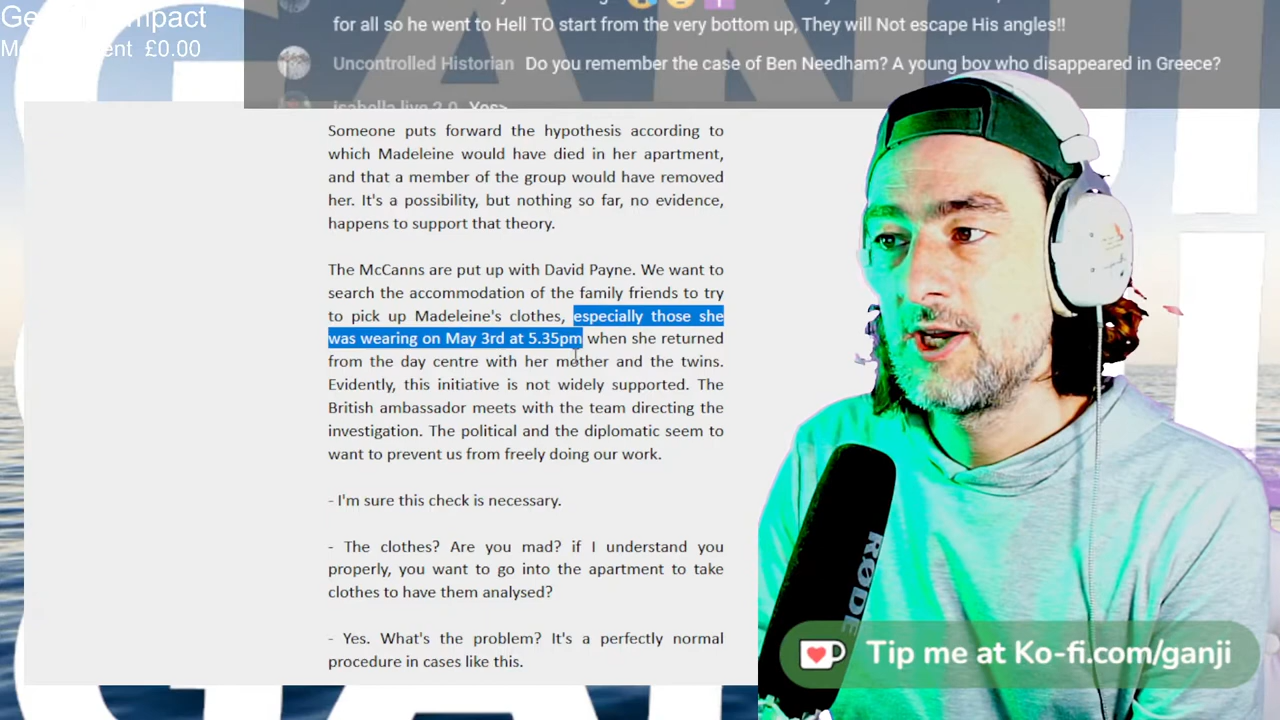 for all so he went to Hell TO start from the very bottom up, They will Not escape His angles!!
Uncontrolled Historian Do you remember the case of Ben Needham? A young boy who disappeared in Greece?
isabella live 2.0 Yes>
£0.00
Someone puts forward the hypothesis according to
which Madeleine would have died in her apartment,
and that a member of the group would have removed
her. It's a possibility, but nothing so far, no evidence,
happens to support that theory.
The McCanns are put up with David Payne. We want to
search the accommodation of the family friends to try
to pick up Madeleine's clothes, especially those she
was wearing on May 3rd at 5.35pm when she returned
from the day centre with her mother and the twins.
Evidently, this initiative is not widely supported. The
British ambassador meets with the team directing the
investigation. The political and the diplomatic seem to
want to prevent us from freely doing our work.
- I'm sure this check is necessary.
- The clothes? Are you mad? if I understand you
properly, you want to go into the apartment to take
clothes to have them analysed?
- Yes. What's the problem? It's a perfectly normal
procedure in cases like this.
RØDE
Tip me at Ko-fi.com/ganji